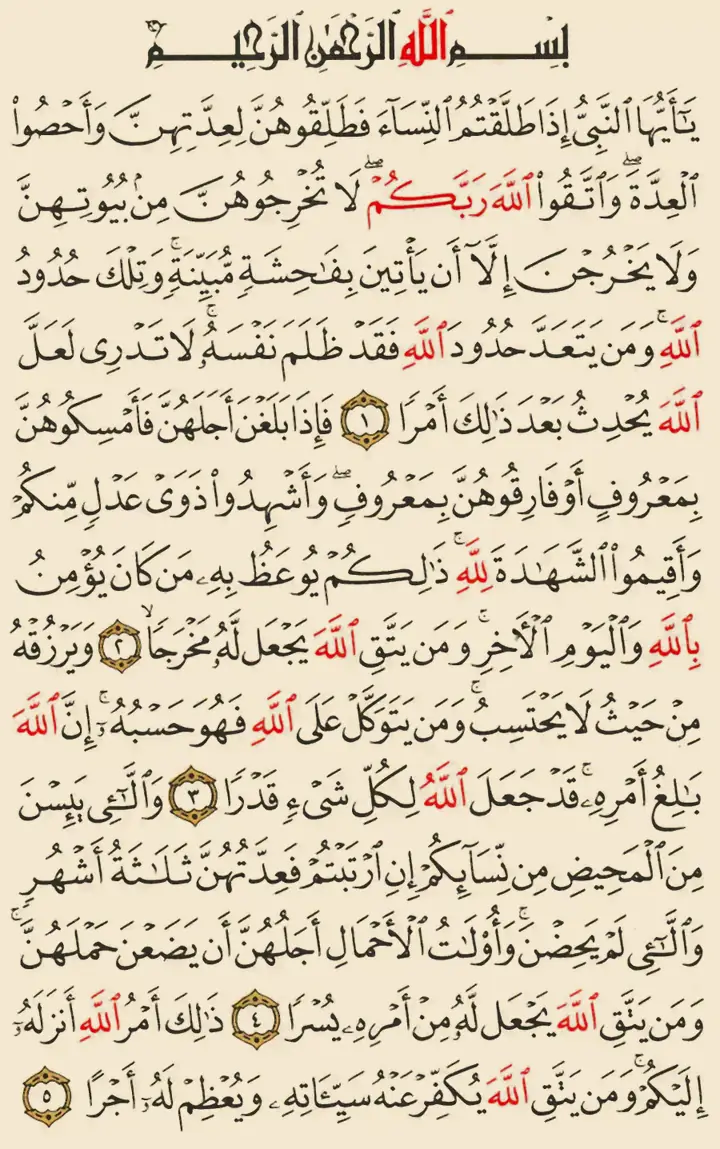 بِسْمِ ٱللَّهِ ٱلرَّحْمَٰنِ ٱلرَّحِيمِ
يَـٰٓأَيُّهَا ٱلنَّبِىُّ إِذَا طَلَّقْتُمُ ٱلنِّسَآءَ فَطَلِّقُوهُنَّ لِعِدَّتِهِنَّ وَأَحْصُوا۟
ٱلْعِدَّةَ ۖ وَٱتَّقُوا۟ ٱللَّهَ رَبَّكُمْ ۖ لَا تُخْرِجُوهُنَّ مِنۢ بُيُوتِهِنَّ
وَلَا يَخْرُجْنَ إِلَّآ أَن يَأْتِينَ بِفَـٰحِشَةٍ مُّبَيِّنَةٍ ۚ وَتِلْكَ حُدُودُ
ٱللَّهِ ۚ وَمَن يَتَعَدَّ حُدُودَ ٱللَّهِ فَقَدْ ظَلَمَ نَفْسَهُۥ ۚ لَا تَدْرِى لَعَلَّ
ٱللَّهَ يُحْدِثُ بَعْدَ ذَٰلِكَ أَمْرًا ١ فَإِذَا بَلَغْنَ أَجَلَهُنَّ فَأَمْسِكُوهُنَّ
بِمَعْرُوفٍ أَوْ فَارِقُوهُنَّ بِمَعْرُوفٍ ۖ وَأَشْهِدُوا۟ ذَوَىْ عَدْلٍ مِّنكُمْ
وَأَقِيمُوا۟ ٱلشَّهَـٰدَةَ لِلَّهِ ۚ ذَٰلِكُمْ يُوعَظُ بِهِۦ مَن كَانَ يُؤْمِنُ
بِٱللَّهِ وَٱلْيَوْمِ ٱلْـَٔاخِرِ ۚ وَمَن يَتَّقِ ٱللَّهَ يَجْعَل لَّهُۥ مَخْرَجًا ۙ ٢ وَيَرْزُقْهُ
مِنْ حَيْثُ لَا يَحْتَسِبُ ۚ وَمَن يَتَوَكَّلْ عَلَى ٱللَّهِ فَهُوَ حَسْبُهُۥٓ ۚ إِنَّ ٱللَّهَ
بَـٰلِغُ أَمْرِهِۦ ۚ قَدْ جَعَلَ ٱللَّهُ لِكُلِّ شَىْءٍ قَدْرًا ٣ وَٱلَّـٰٓـِٔى يَئِسْنَ
مِنَ ٱلْمَحِيضِ مِن نِّسَآئِكُمْ إِنِ ٱرْتَبْتُمْ فَعِدَّتُهُنَّ ثَلَـٰثَةُ أَشْهُرٍ
وَٱلَّـٰٓـِٔى لَمْ يَحِضْنَ ۚ وَأُو۟لَـٰتُ ٱلْأَحْمَالِ أَجَلُهُنَّ أَن يَضَعْنَ حَمْلَهُنَّ ۚ
وَمَن يَتَّقِ ٱللَّهَ يَجْعَل لَّهُۥ مِنْ أَمْرِهِۦ يُسْرًا ٤ ذَٰلِكَ أَمْرُ ٱللَّهِ أَنزَلَهُۥٓ
إِلَيْكُمْ ۚ وَمَن يَتَّقِ ٱللَّهَ يُكَفِّرْ عَنْهُ سَيِّـَٔاتِهِۦ وَيُعْظِمْ لَهُۥٓ أَجْرًا ٥